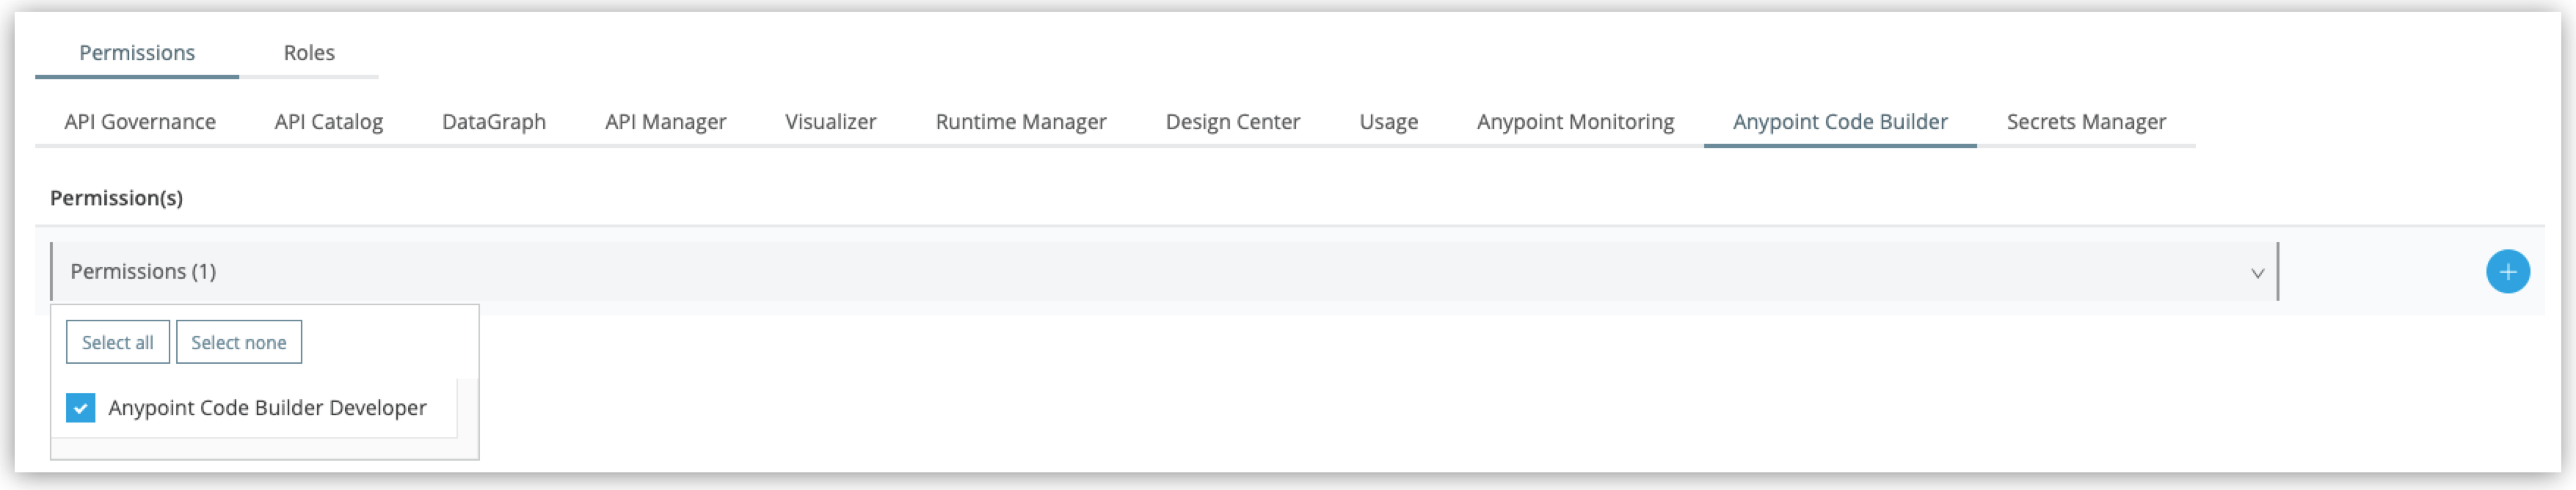 Permissions Roles
API Governance API Catalog DataGraph API Manager Visualizer Runtime Manager Design Center Usage Anypoint Monitoring Anypoint Code Builder Secrets Manager
Permission(s)
Permissions (1)
Select all Select none
Anypoint Code Builder Developer